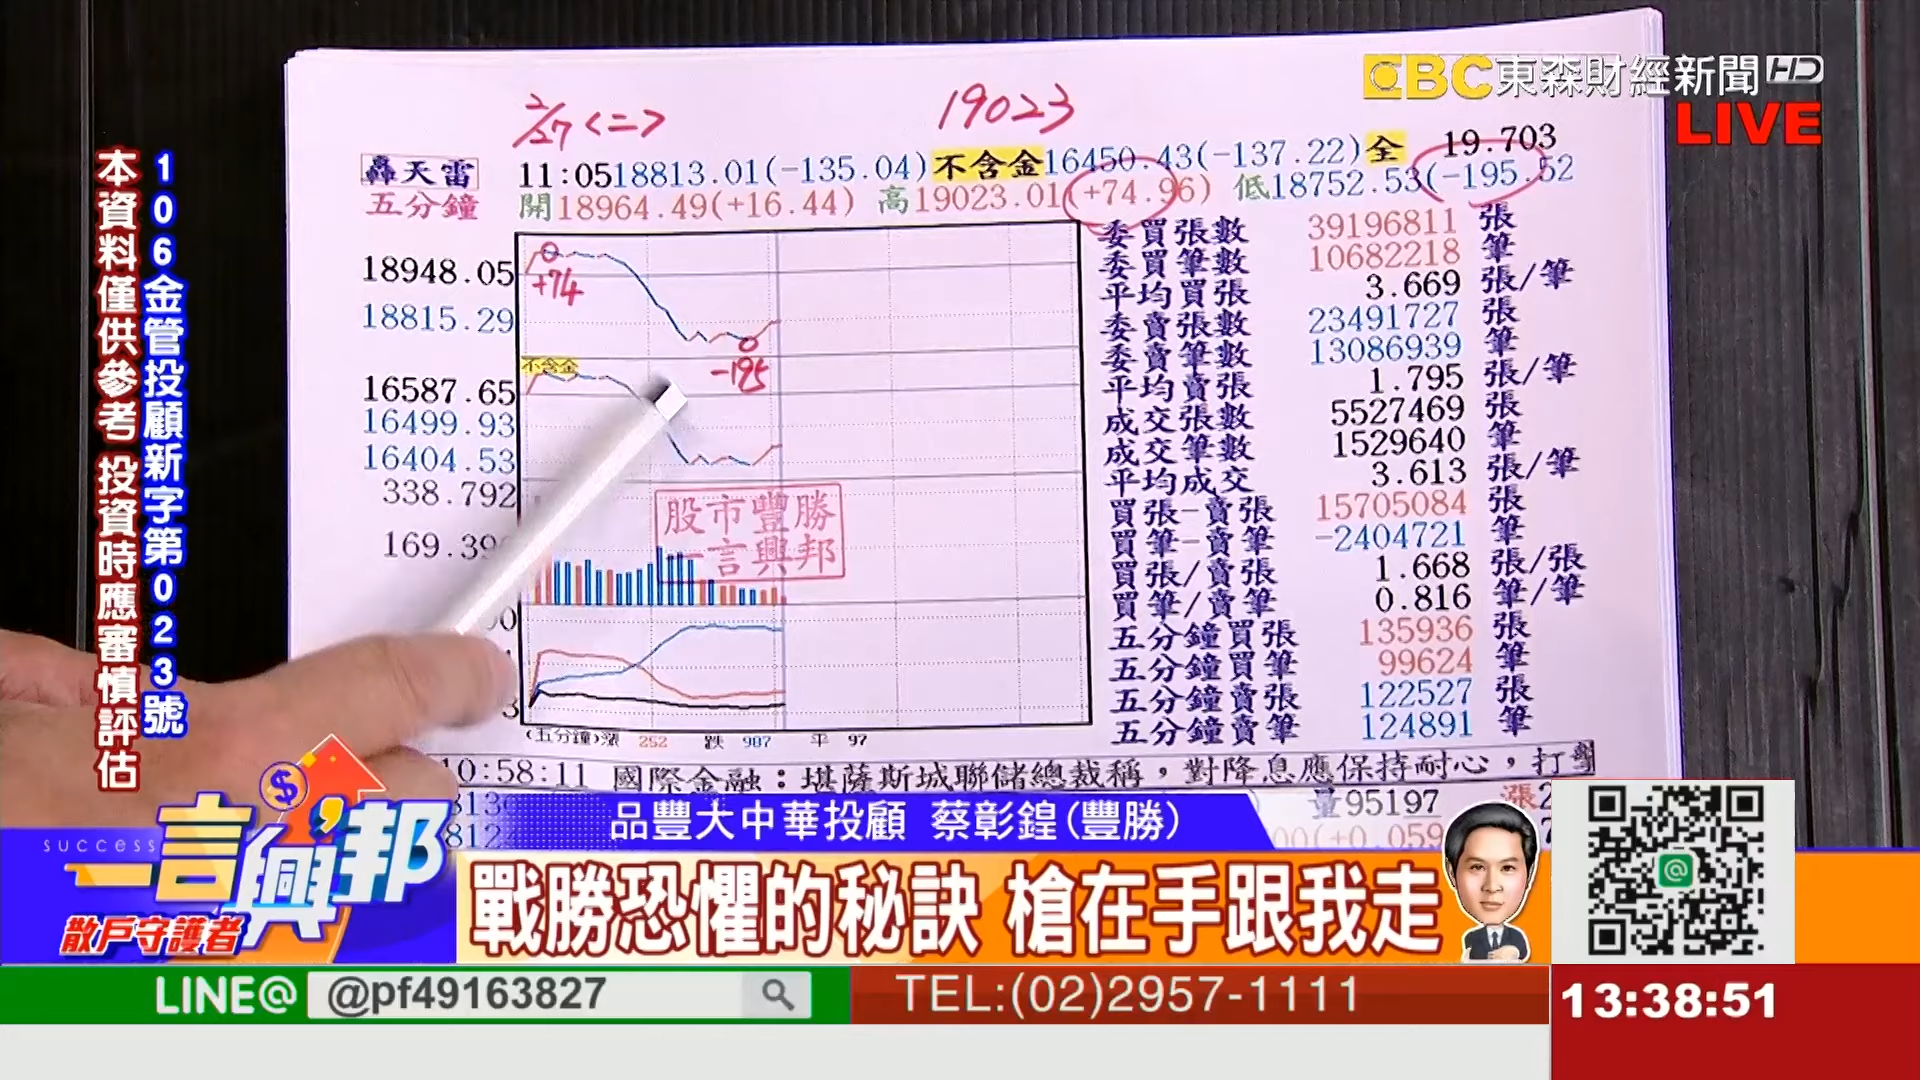 EBC東森財經新聞HD
LIVE
本資料僅供參考 投資時應審慎評估
106金管投顧新字第023號
2/27<二>
19023
轟天雷
五分鐘
11:05 18813.01(-135.04) 不含金 16450.43(-137.22) 全 19.703
開18964.49(+16.44) 高19023.01(+74.96) 低18752.53(-195.52
18948.05
18815.29
16587.65
16499.93
16404.53
338.792
+74
-195
不含金
股市豐勝
一言興邦
委買張數 39196811 張
委買筆數 10682218 筆
平均買張 3.669 張/筆
委賣張數 23491727 張
委賣筆數 13086939 筆
平均賣張 1.795 張/筆
成交張數 5527469 張
成交筆數 1529640 筆
平均成交 3.613 張/筆
買張-賣張 15705084 張
買筆-賣筆 -2404721 筆
買張/賣張 1.668 張/張
買筆/賣筆 0.816 筆/筆
五分鐘買張 135936 張
五分鐘買筆 99624 筆
五分鐘賣張 122527 張
五分鐘賣筆 124891 筆
(五分鐘)漲 252 跌 987 平 97
10:58:11 國際金融：堪薩斯城聯儲總裁稱，對降息應保持耐心，打
量95197
success
一言興邦
散戶守護者
品豐大中華投顧 蔡彰鍠(豐勝)
戰勝恐懼的秘訣 槍在手跟我走
LINE@ @pf49163827
TEL:(02)2957-1111
13:38:51